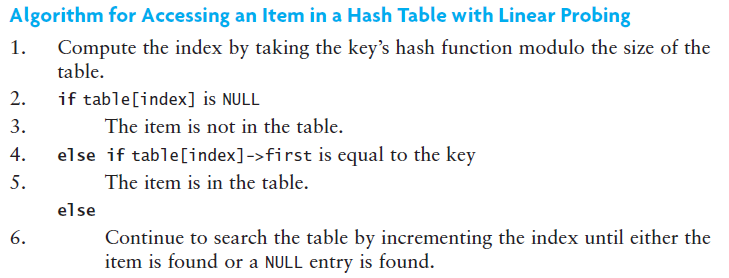 Algorithm for Accessing an Item in a Hash Table with Linear Probing
1. Compute the index by taking the key's hash function modulo the size of the
table.
2. if table[index] is NULL
3. The item is not in the table.
4. else if table[index]->first is equal to the key
5. The item is in the table.
else
6. Continue to search the table by incrementing the index until either the
item is found or a NULL entry is found.